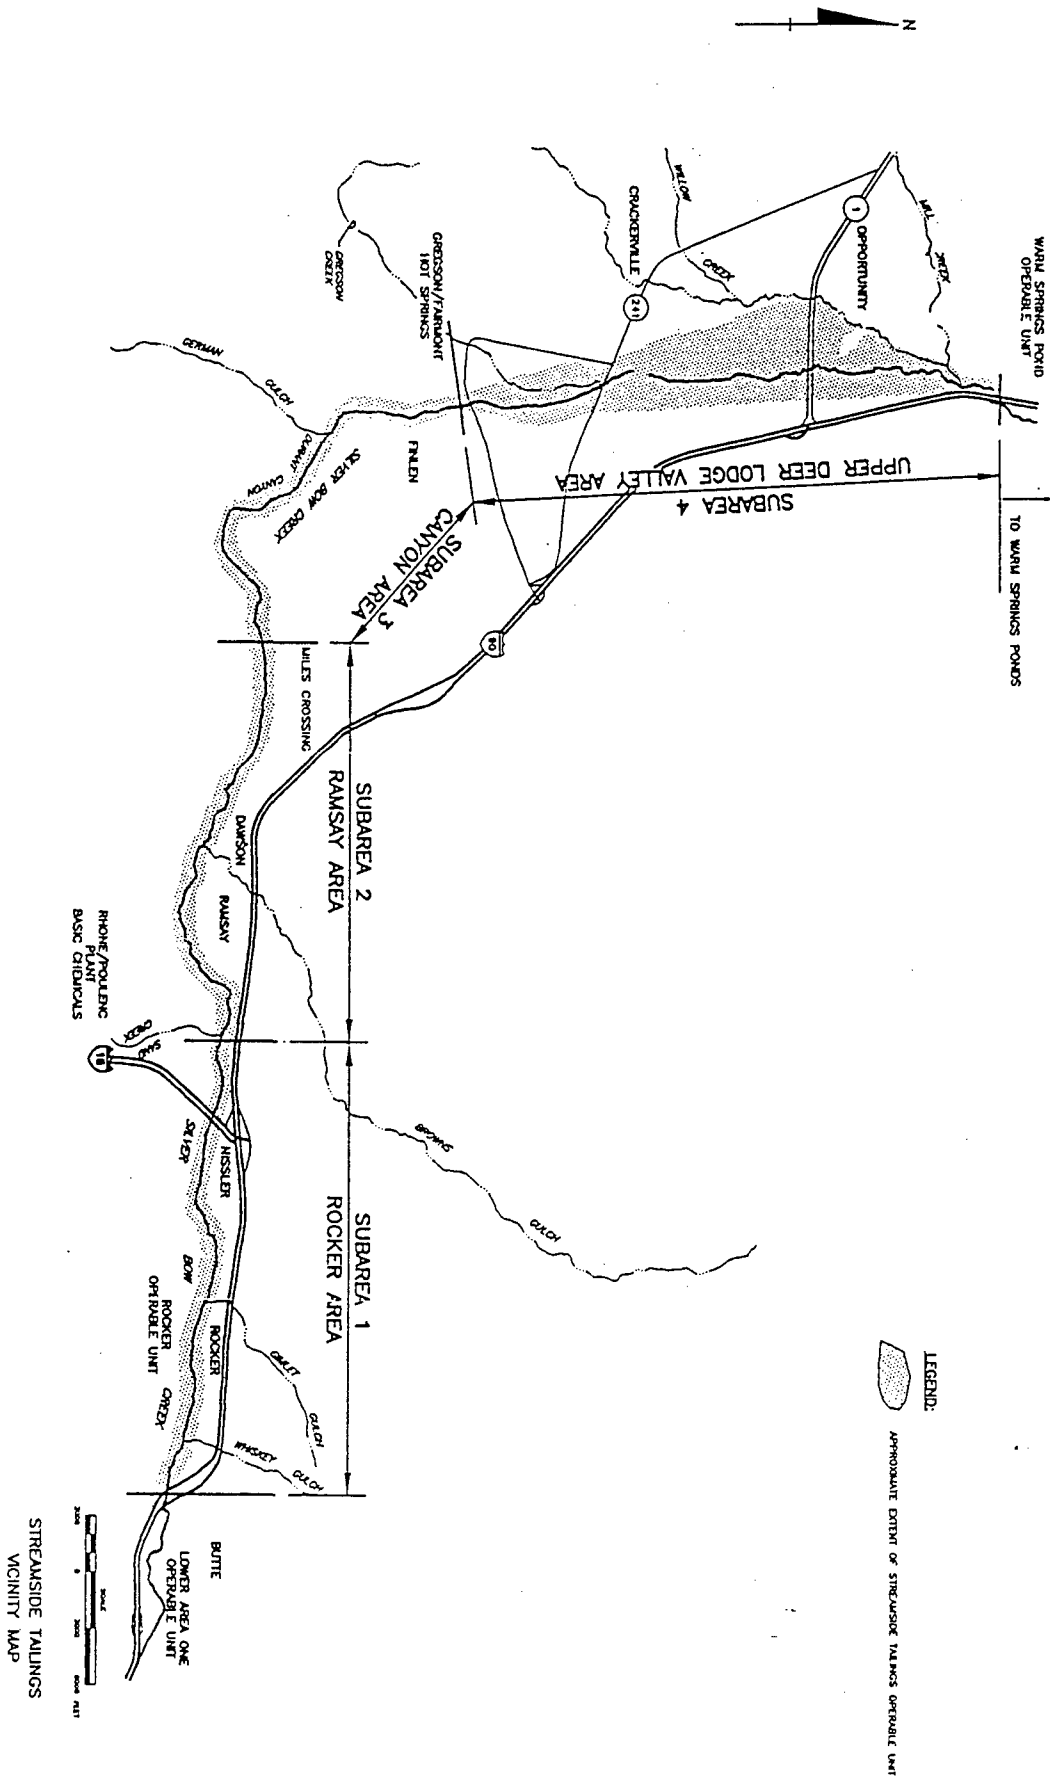 N
WARM SPRINGS POND
OPERABLE UNIT
TO WARM SPRINGS PONDS
MILL
CREEK
1
OPPORTUNITY
WILLOW
CREEK
CRACKERVILLE
241
GREGSON/FAIRMONT
HOT SPRINGS
GREGSON
CREEK
GERMAN
GULCH
UPPER DEER LODGE VALLEY AREA
SUBAREA 4
FINLEN
SILVER BOW CREEK
DURANT
CANYON
SUBAREA 3
CANYON AREA
90
MILES CROSSING
SUBAREA 2
RAMSAY AREA
DAWSON
RAMSAY
RHONE/POULENC
PLANT
BASIC CHEMICALS
SAND
CREEK
BROWNS
GULCH
SUBAREA 1
ROCKER AREA
NISSLER
SILVER
BOW
CREEK
ROCKER
OPERABLE UNIT
ROCKER
GIMLET
GULCH
WHISKEY
GULCH
BUTTE
LOWER AREA ONE
OPERABLE UNIT
LEGEND:
APPROXIMATE EXTENT OF STREAMSIDE TAILINGS OPERABLE UNIT
SCALE
0
FEET
STREAMSIDE TAILINGS
VICINITY MAP